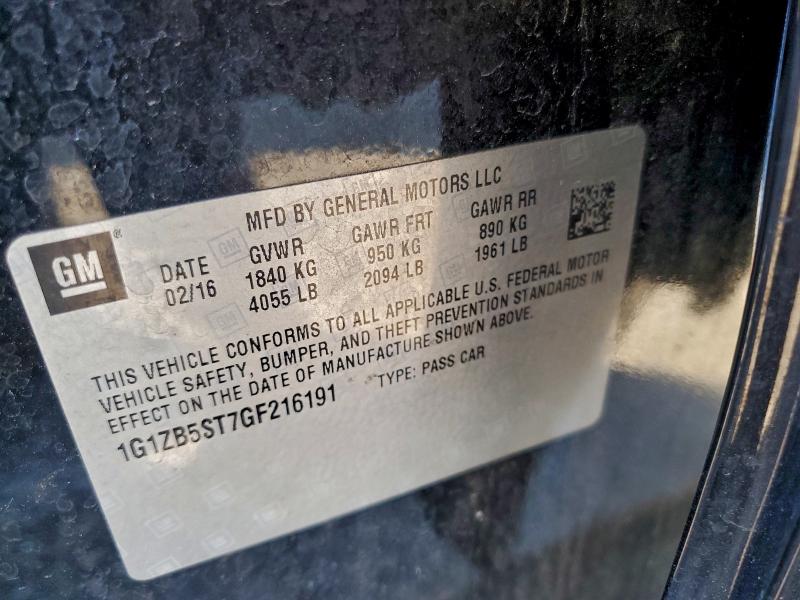 MFD BY GENERAL MOTORS LLC
GM®
DATE GVWR GAWR FRT GAWR RR
02/16 1840 KG 950 KG 890 KG
4055 LB 2094 LB 1961 LB
THIS VEHICLE CONFORMS TO ALL APPLICABLE U.S. FEDERAL MOTOR
VEHICLE SAFETY, BUMPER, AND THEFT PREVENTION STANDARDS IN
EFFECT ON THE DATE OF MANUFACTURE SHOWN ABOVE.
1G1ZB5ST7GF216191 TYPE: PASS CAR